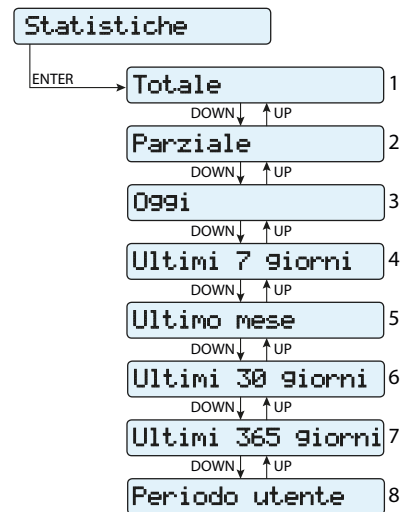 Statistiche
ENTER
Totale 1
DOWN UP
Parziale 2
DOWN UP
Oggi 3
DOWN UP
Ultimi 7 giorni 4
DOWN UP
Ultimo mese 5
DOWN UP
Ultimi 30 giorni 6
DOWN UP
Ultimi 365 giorni 7
DOWN UP
Periodo utente 8